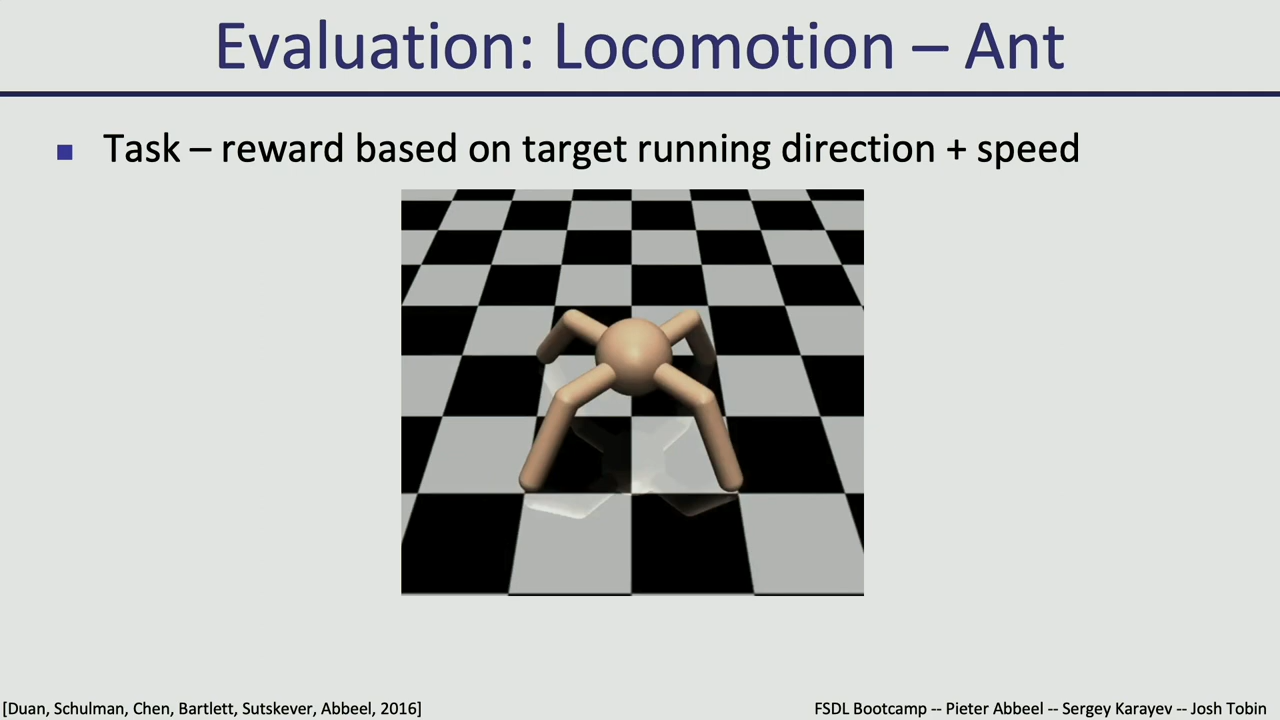 Evaluation: Locomotion – Ant
Task – reward based on target running direction + speed
[Duan, Schulman, Chen, Bartlett, Sutskever, Abbeel, 2016]
FSDL Bootcamp -- Pieter Abbeel -- Sergey Karayev -- Josh Tobin